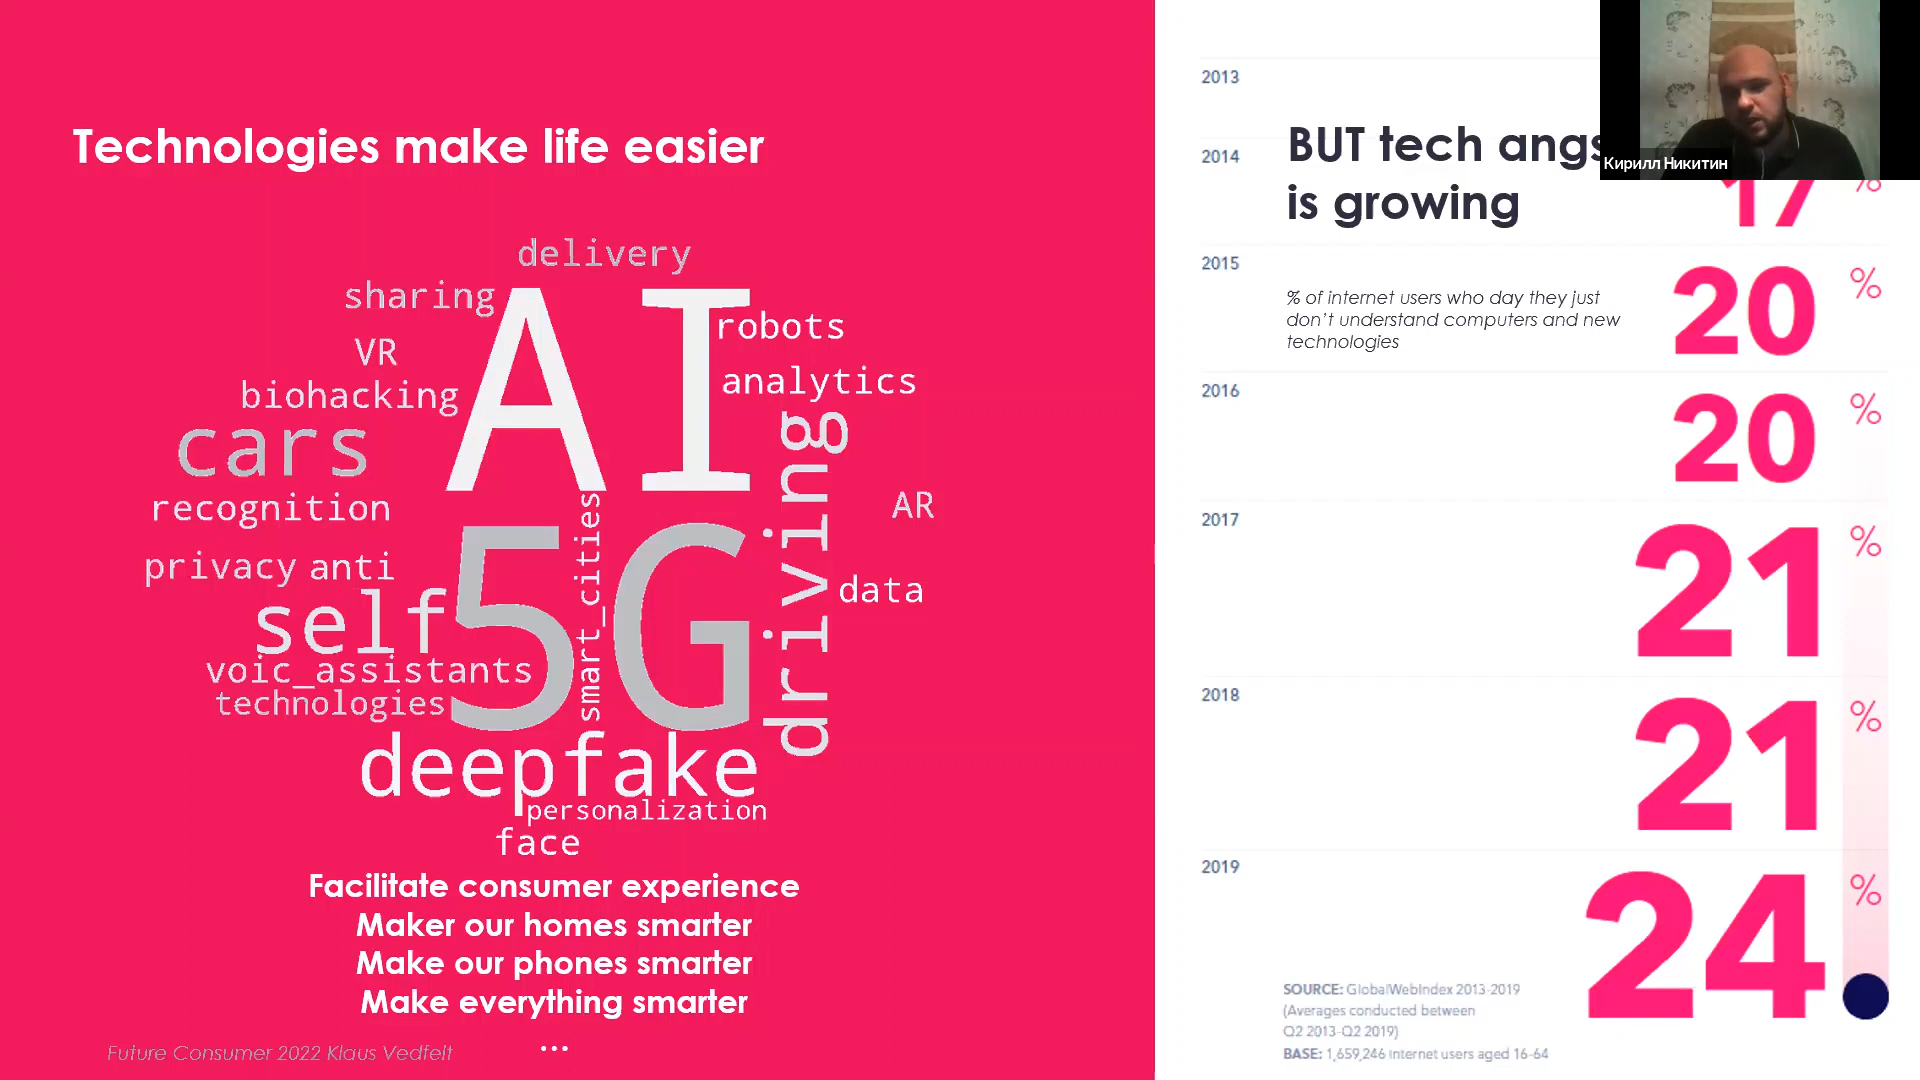 Technologies make life easier
delivery
sharing
AI
robots
VR
analytics
biohacking
cars
driving
recognition
AR
smart_cities
5G
privacy
anti
data
self
voic_assistants
technologies
deepfake
personalization
face
Facilitate consumer experience
Maker our homes smarter
Make our phones smarter
Make everything smarter
...
Future Consumer 2022 Klaus Vedfelt
2013
BUT tech angs
is growing
Кирилл Никитин
2014
17 %
2015
% of internet users who day they just
don't understand computers and new
technologies
20 %
2016
20 %
2017
21 %
2018
21 %
2019
24 %
SOURCE: GlobalWebIndex 2013-2019
(Averages conducted between
Q2 2013-Q2 2019)
BASE: 1,659,246 Internet users aged 16-64